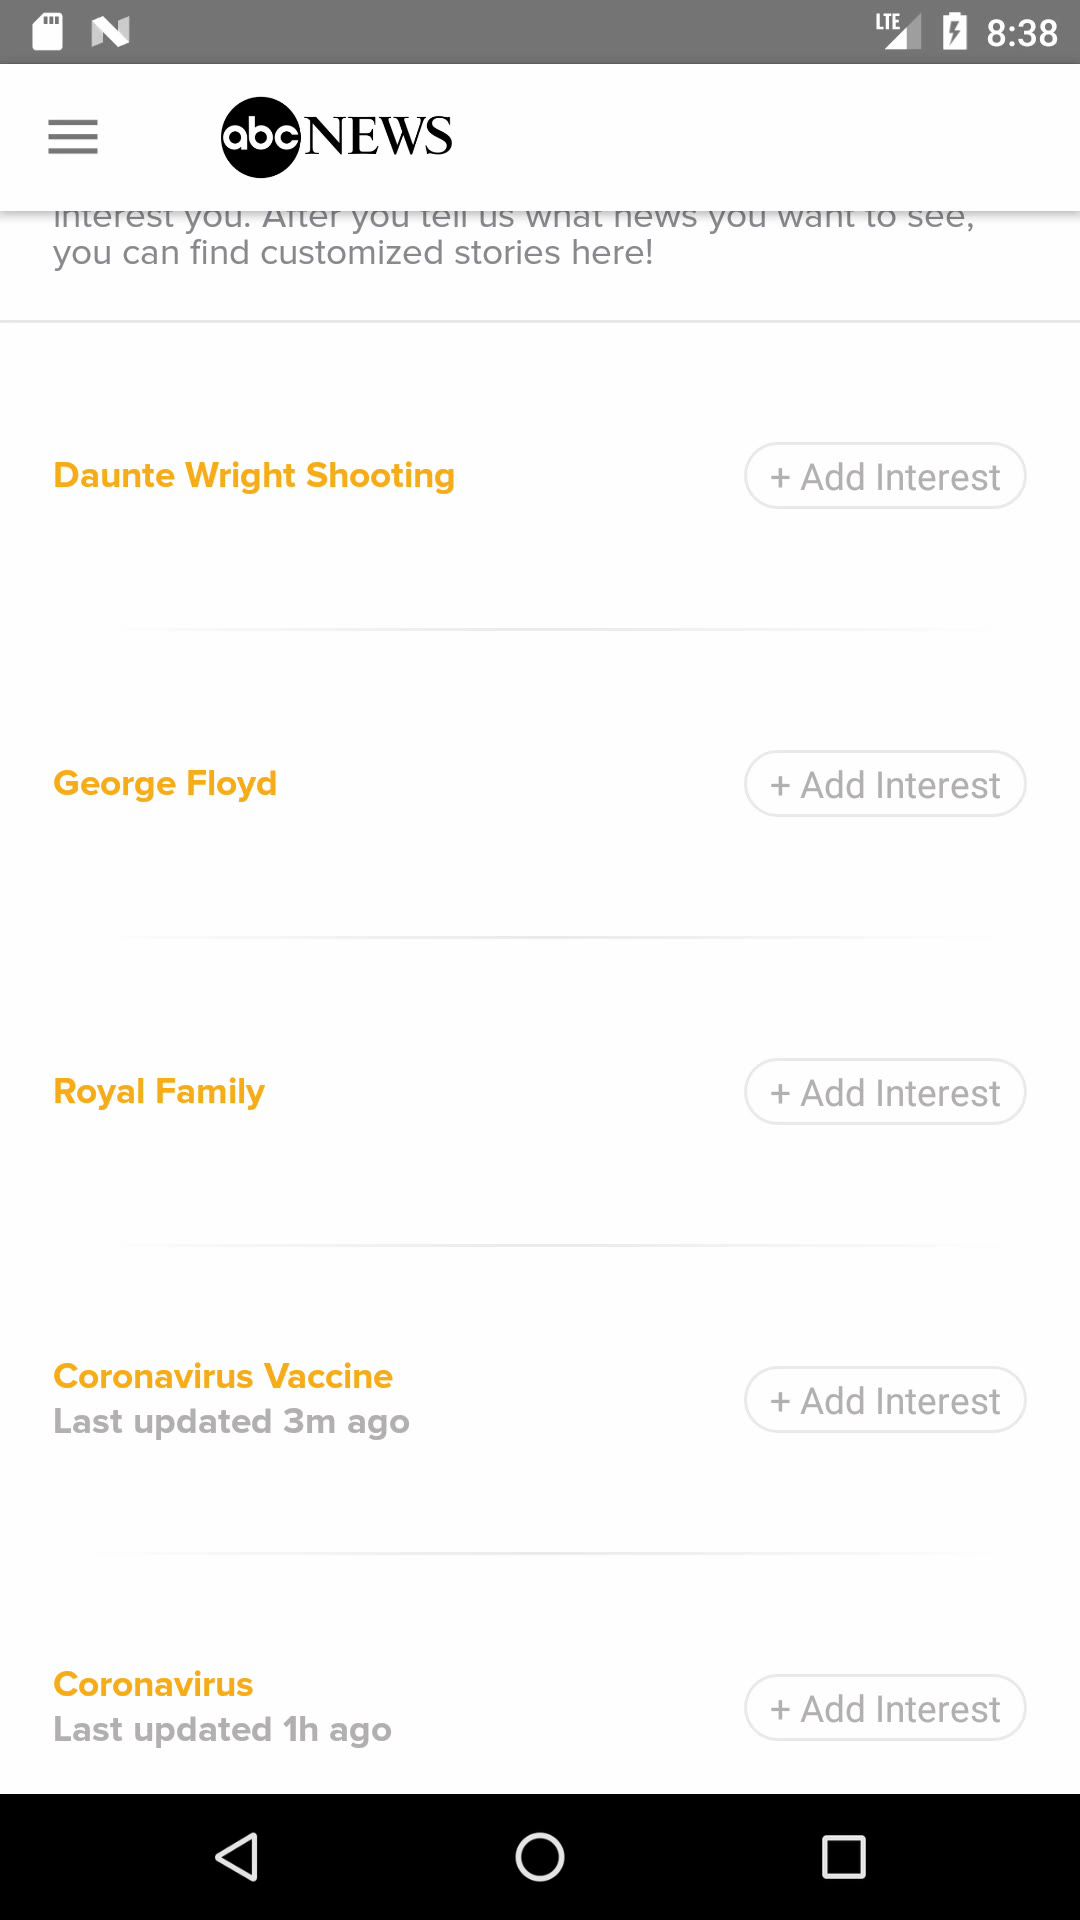 LTE 8:38
abc NEWS
interest you. After you tell us what news you want to see,
you can find customized stories here!
Daunte Wright Shooting
+ Add Interest
George Floyd
+ Add Interest
Royal Family
+ Add Interest
Coronavirus Vaccine
Last updated 3m ago
+ Add Interest
Coronavirus
Last updated 1h ago
+ Add Interest